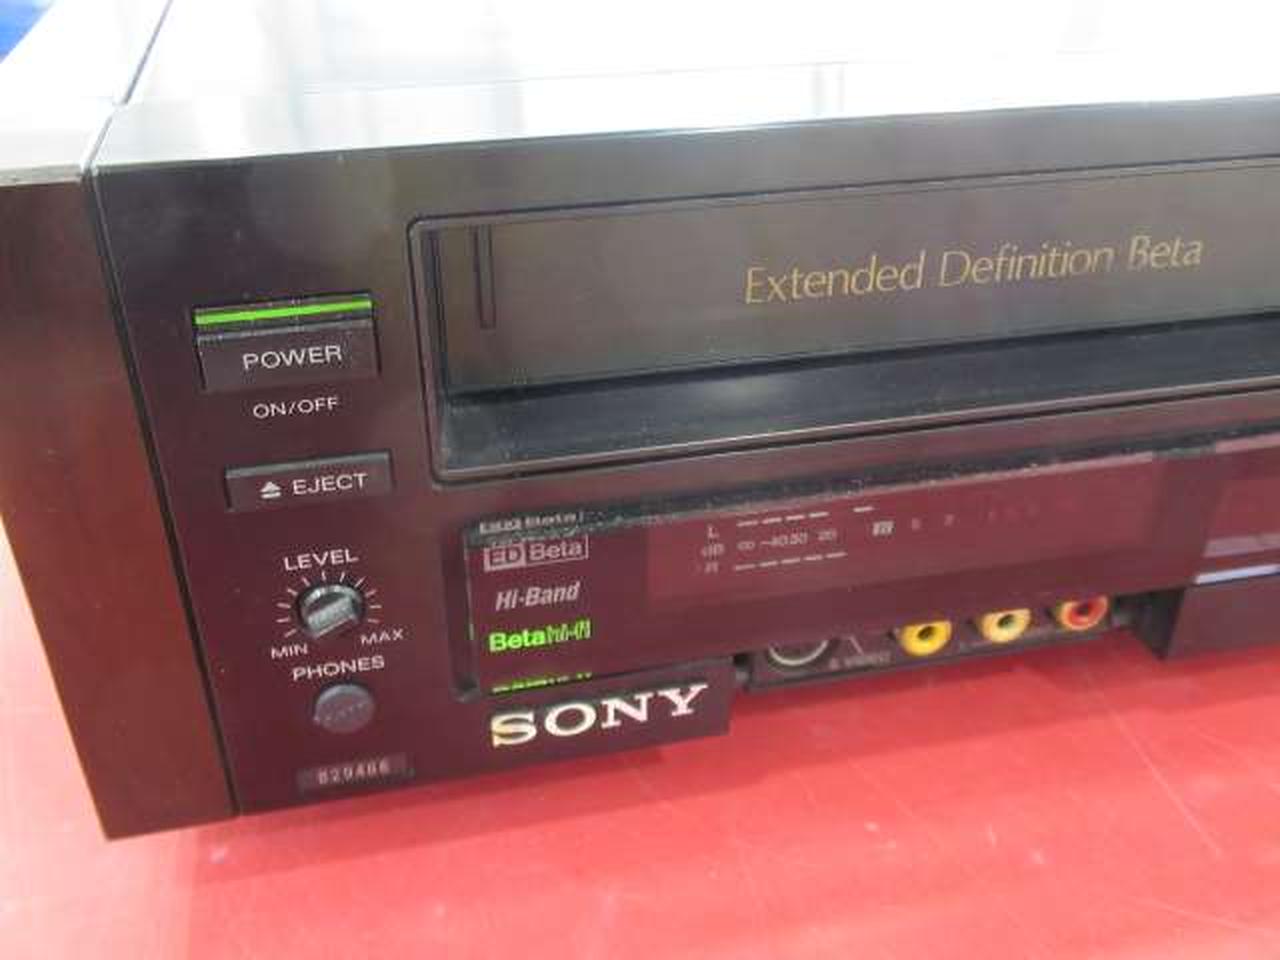 Extended Definition Beta
POWER
ON/OFF
EJECT
LEVEL
MIN
MAX
PHONES
ED Beta
Hi-Band
Beta hi-fi
L
dB
R
S VIDEO
SONY